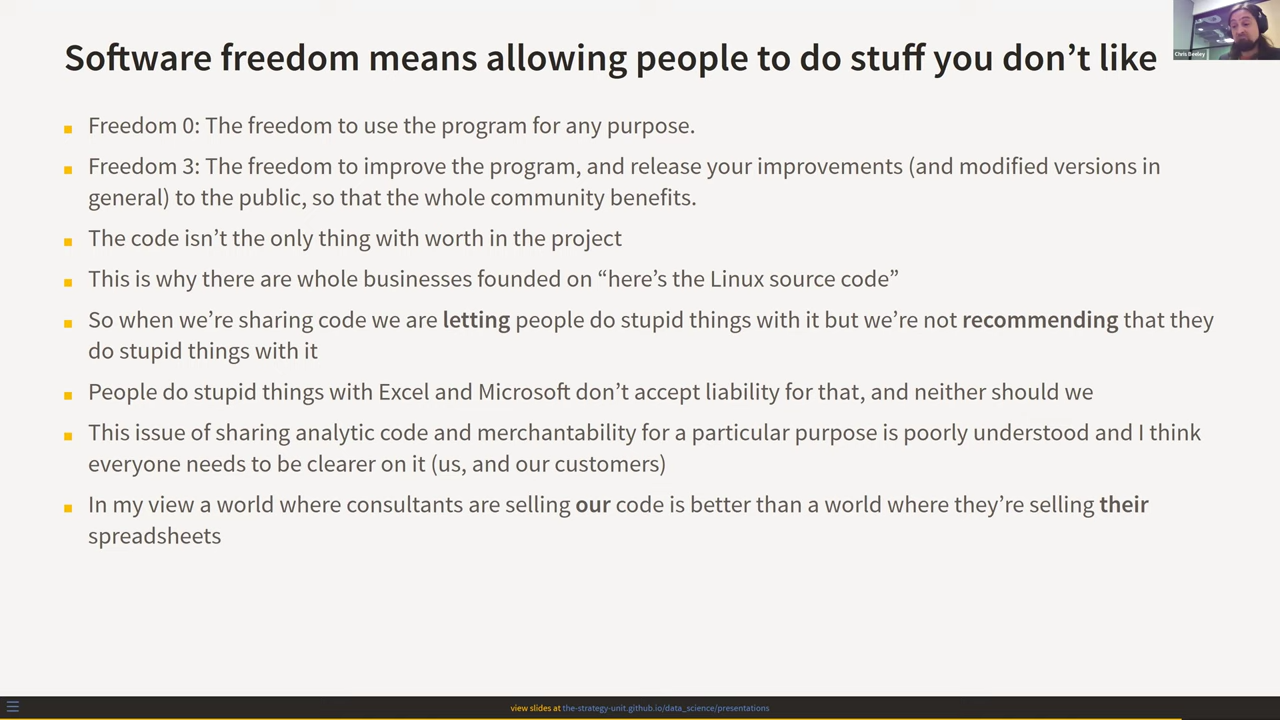 Software freedom means allowing people to do stuff you don’t like
Chris Beeley
Freedom 0: The freedom to use the program for any purpose.
Freedom 3: The freedom to improve the program, and release your improvements (and modified versions in
general) to the public, so that the whole community benefits.
The code isn’t the only thing with worth in the project
This is why there are whole businesses founded on “here’s the Linux source code”
So when we’re sharing code we are letting people do stupid things with it but we’re not recommending that they
do stupid things with it
People do stupid things with Excel and Microsoft don’t accept liability for that, and neither should we
This issue of sharing analytic code and merchantability for a particular purpose is poorly understood and I think
everyone needs to be clearer on it (us, and our customers)
In my view a world where consultants are selling our code is better than a world where they’re selling their
spreadsheets
view slides at the-strategy-unit.github.io/data_science/presentations